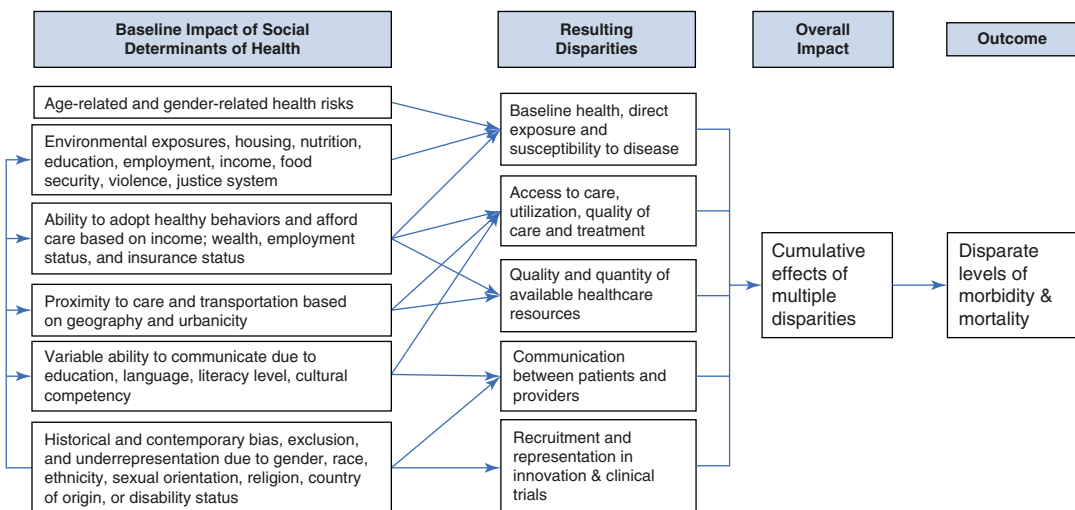 Baseline Impact of Social
Determinants of Health
Resulting
Disparities
Overall
Impact
Outcome
Age-related and gender-related health risks
Environmental exposures, housing, nutrition,
education, employment, income, food
security, violence, justice system
Ability to adopt healthy behaviors and afford
care based on income; wealth, employment
status, and insurance status
Proximity to care and transportation based
on geography and urbanicity
Variable ability to communicate due to
education, language, literacy level, cultural
competency
Historical and contemporary bias, exclusion,
and underrepresentation due to gender, race,
ethnicity, sexual orientation, religion, country
of origin, or disability status
Baseline health, direct
exposure and
susceptibility to disease
Access to care,
utilization, quality of
care and treatment
Quality and quantity of
available healthcare
resources
Communication
between patients and
providers
Recruitment and
representation in
innovation & clinical
trials
Cumulative
effects of
multiple
disparities
Disparate
levels of
morbidity &
mortality